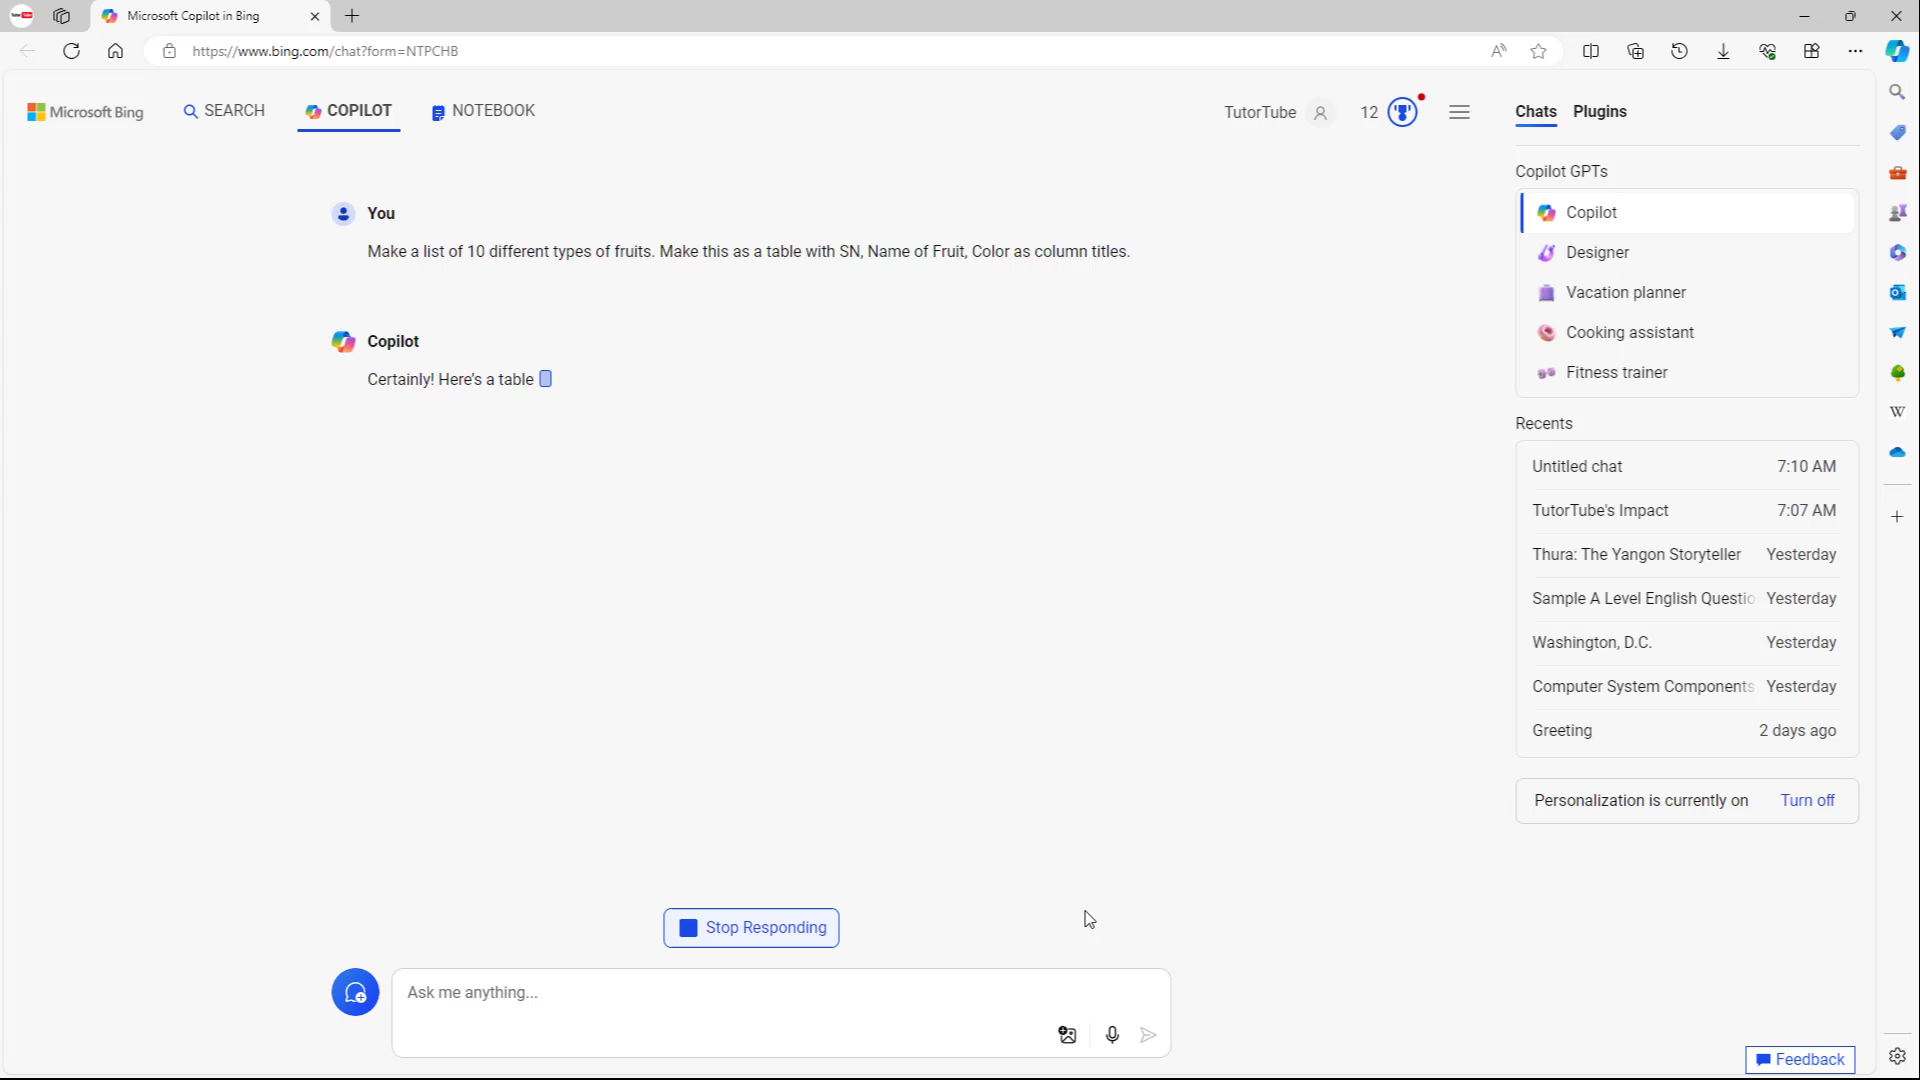 Microsoft Copilot in Bing
https://www.bing.com/chat?form=NTPCHB
Microsoft Bing
SEARCH
COPILOT
NOTEBOOK
TutorTube
12
Chats
Plugins
You
Make a list of 10 different types of fruits. Make this as a table with SN, Name of Fruit, Color as column titles.
Copilot
Certainly! Here's a table
Stop Responding
Ask me anything...
Copilot GPTs
Copilot
Designer
Vacation planner
Cooking assistant
Fitness trainer
Recents
Untitled chat 7:10 AM
TutorTube's Impact 7:07 AM
Thura: The Yangon Storyteller Yesterday
Sample A Level English Questio Yesterday
Washington, D.C. Yesterday
Computer System Components Yesterday
Greeting 2 days ago
Personalization is currently on Turn off
W
Feedback